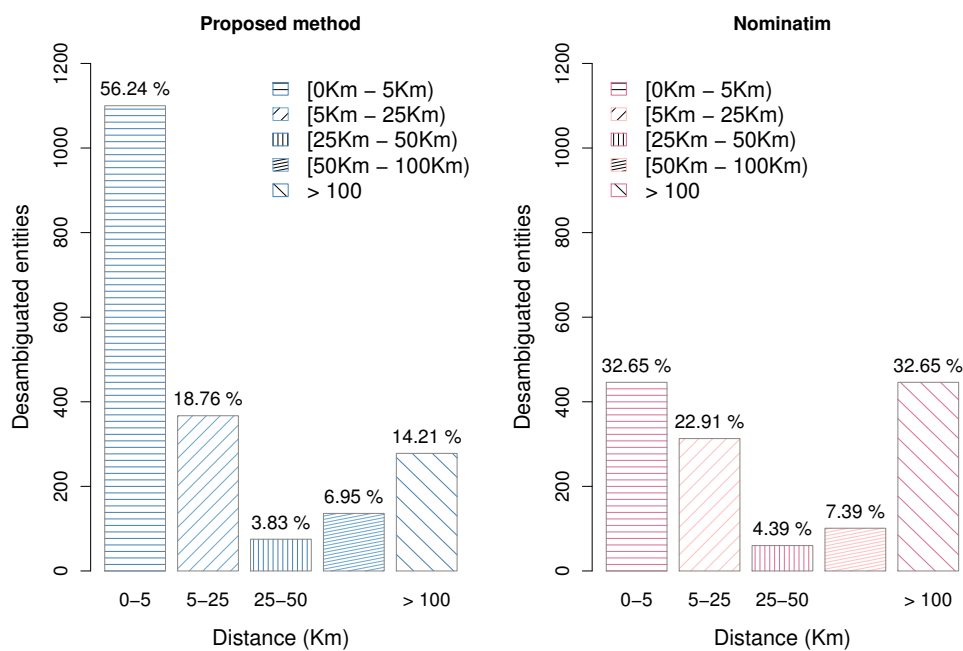 Proposed method
Desambiguated entities
0
200
400
600
800
1000
1200
56.24 %
18.76 %
3.83 %
6.95 %
14.21 %
[0Km − 5Km)
[5Km − 25Km)
[25Km − 50Km)
[50Km − 100Km)
> 100
0−5
5−25
25−50
> 100
Distance (Km)
Nominatim
Desambiguated entities
0
200
400
600
800
1000
1200
32.65 %
22.91 %
4.39 %
7.39 %
32.65 %
[0Km − 5Km)
[5Km − 25Km)
[25Km − 50Km)
[50Km − 100Km)
> 100
0−5
5−25
25−50
> 100
Distance (Km)